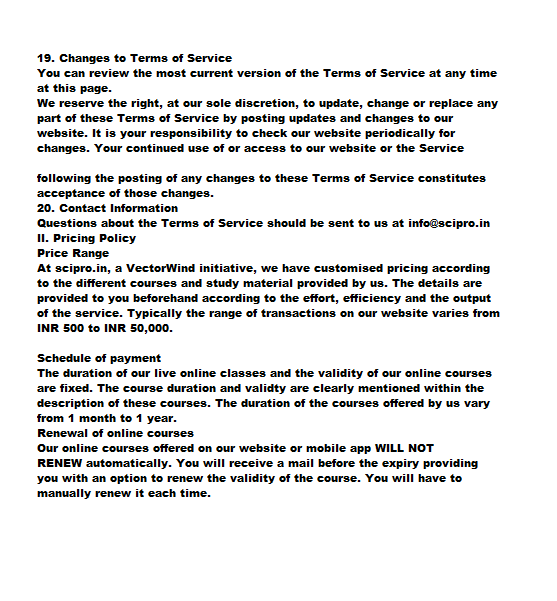 19. Changes to Terms of Service
You can review the most current version of the Terms of Service at any time
at this page.
We reserve the right, at our sole discretion, to update, change or replace any
part of these Terms of Service by posting updates and changes to our
website. It is your responsibility to check our website periodically for
changes. Your continued use of or access to our website or the Service
following the posting of any changes to these Terms of Service constitutes
acceptance of those changes.
20. Contact Information
Questions about the Terms of Service should be sent to us at info@scipro.in
II. Pricing Policy
Price Range
At scipro.in, a VectorWind initiative, we have customised pricing according
to the different courses and study material provided by us. The details are
provided to you beforehand according to the effort, efficiency and the output
of the service. Typically the range of transactions on our website varies from
INR 500 to INR 50,000.
Schedule of payment
The duration of our live online classes and the validity of our online courses
are fixed. The course duration and validty are clearly mentioned within the
description of these courses. The duration of the courses offered by us vary
from 1 month to 1 year.
Renewal of online courses
Our online courses offered on our website or mobile app WILL NOT
RENEW automatically. You will receive a mail before the expiry providing
you with an option to renew the validity of the course. You will have to
manually renew it each time.